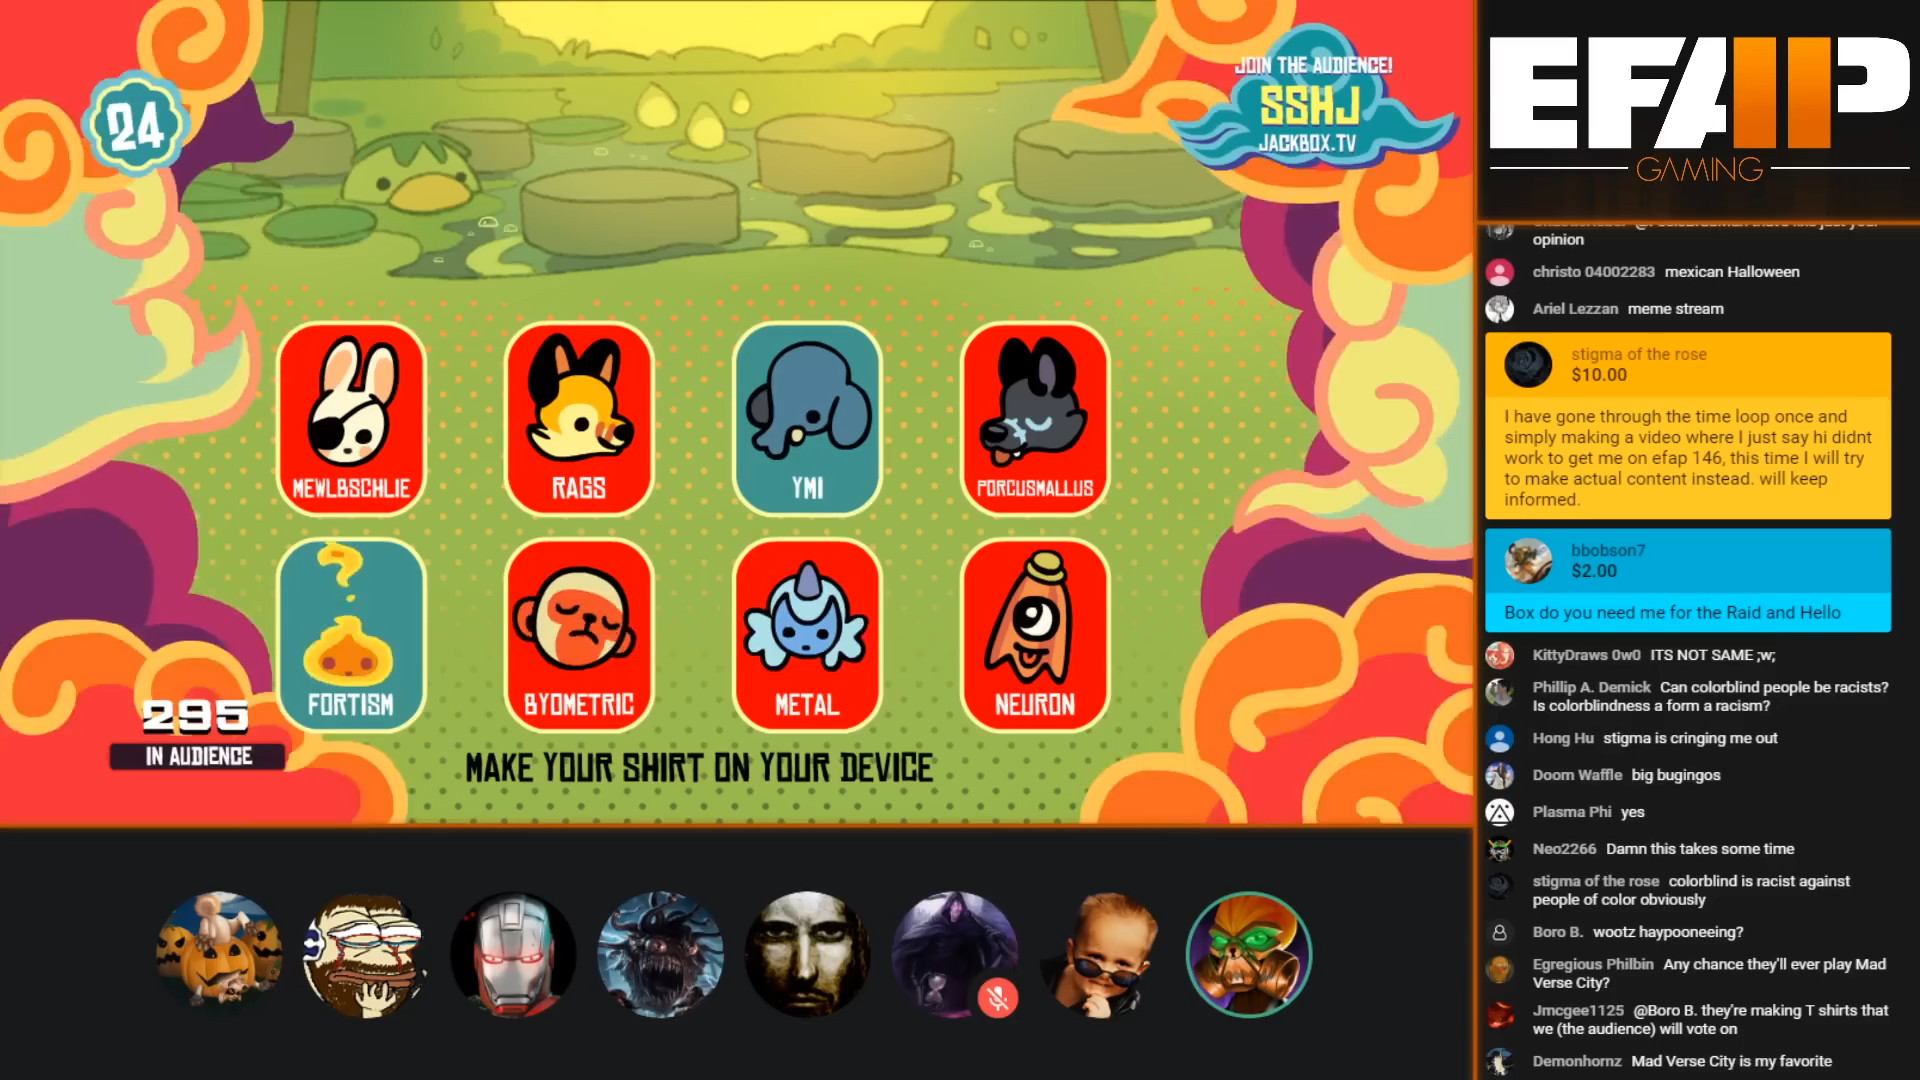 24
JOIN THE AUDIENCE!
SSHJ
JACKBOX.TV
MEWLBSCHLIE
RAGS
YMI
PORCUSMALLUS
FORTISM
BYOMETRIC
METAL
NEURON
295
IN AUDIENCE
MAKE YOUR SHIRT ON YOUR DEVICE
EFAP
GAMING
opinion
christo 04002283 mexican Halloween
Ariel Lezzan meme stream
stigma of the rose
$10.00
I have gone through the time loop once and
simply making a video where I just say hi didnt
work to get me on efap 146, this time I will try
to make actual content instead. will keep
informed.
bbobson7
$2.00
Box do you need me for the Raid and Hello
KittyDraws 0w0 ITS NOT SAME ;w;
Phillip A. Demick Can colorblind people be racists?
Is colorblindness a form a racism?
Hong Hu stigma is cringing me out
Doom Waffle big bugingos
Plasma Phi yes
Neo2266 Damn this takes some time
stigma of the rose colorblind is racist against
people of color obviously
Boro B. wootz haypooneeing?
Egregious Philbin Any chance they'll ever play Mad
Verse City?
Jmcgee1125 @Boro B. they're making T shirts that
we (the audience) will vote on
Demonhornz Mad Verse City is my favorite